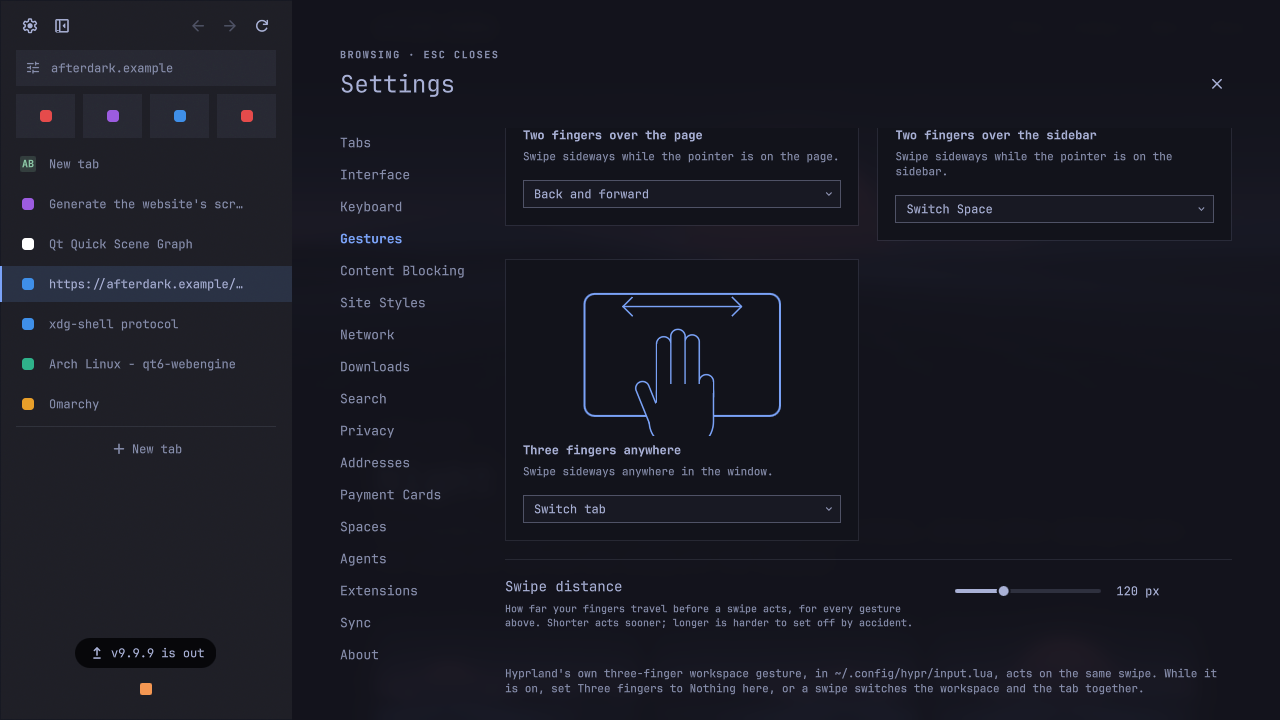 afterdark.example
AB New tab
Generate the website's scr…
Qt Quick Scene Graph
https://afterdark.example/…
xdg-shell protocol
Arch Linux - qt6-webengine
Omarchy
+ New tab
v9.9.9 is out
BROWSING · ESC CLOSES
Settings
Tabs
Interface
Keyboard
Gestures
Content Blocking
Site Styles
Network
Downloads
Search
Privacy
Addresses
Payment Cards
Spaces
Agents
Extensions
Sync
About
Two fingers over the page
Swipe sideways while the pointer is on the page.
Back and forward
Two fingers over the sidebar
Swipe sideways while the pointer is on the
sidebar.
Switch Space
Three fingers anywhere
Swipe sideways anywhere in the window.
Switch tab
Swipe distance
How far your fingers travel before a swipe acts, for every gesture
above. Shorter acts sooner; longer is harder to set off by accident.
120 px
Hyprland's own three-finger workspace gesture, in ~/.config/hypr/input.lua, acts on the same swipe. While it
is on, set Three fingers to Nothing here, or a swipe switches the workspace and the tab together.